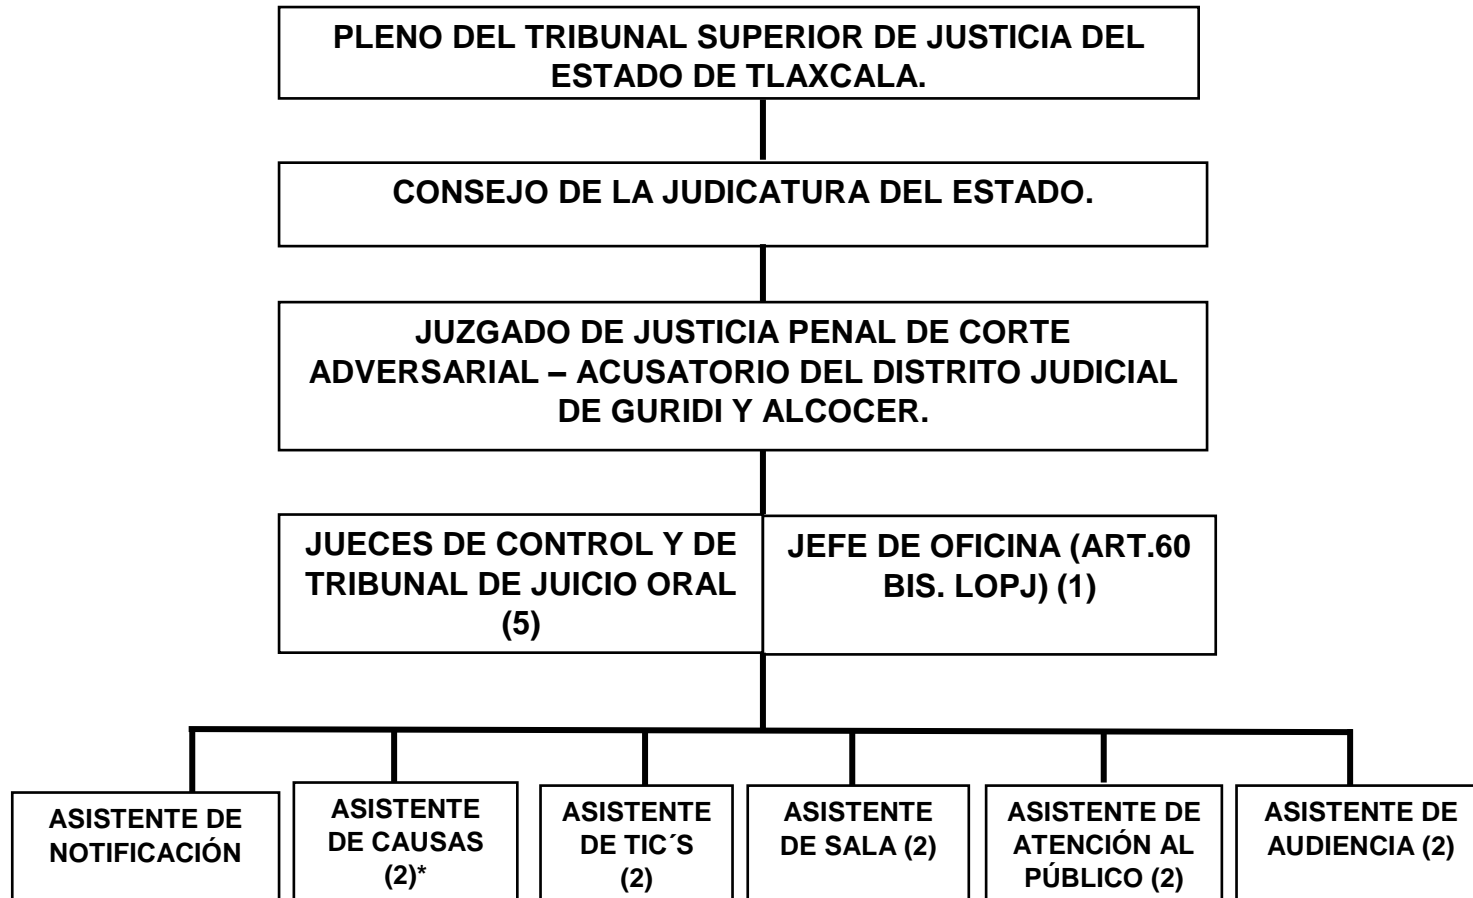 PLENO DEL TRIBUNAL SUPERIOR DE JUSTICIA DEL
ESTADO DE TLAXCALA.
CONSEJO DE LA JUDICATURA DEL ESTADO.
JUZGADO DE JUSTICIA PENAL DE CORTE
ADVERSARIAL – ACUSATORIO DEL DISTRITO JUDICIAL
DE GURIDI Y ALCOCER.
JUECES DE CONTROL Y DE
TRIBUNAL DE JUICIO ORAL
(5)
JEFE DE OFICINA (ART.60
BIS. LOPJ) (1)
ASISTENTE DE
NOTIFICACIÓN
ASISTENTE
DE CAUSAS
(2)*
ASISTENTE
DE TIC´S
(2)
ASISTENTE
DE SALA (2)
ASISTENTE DE
ATENCIÓN AL
PÚBLICO (2)
ASISTENTE DE
AUDIENCIA (2)